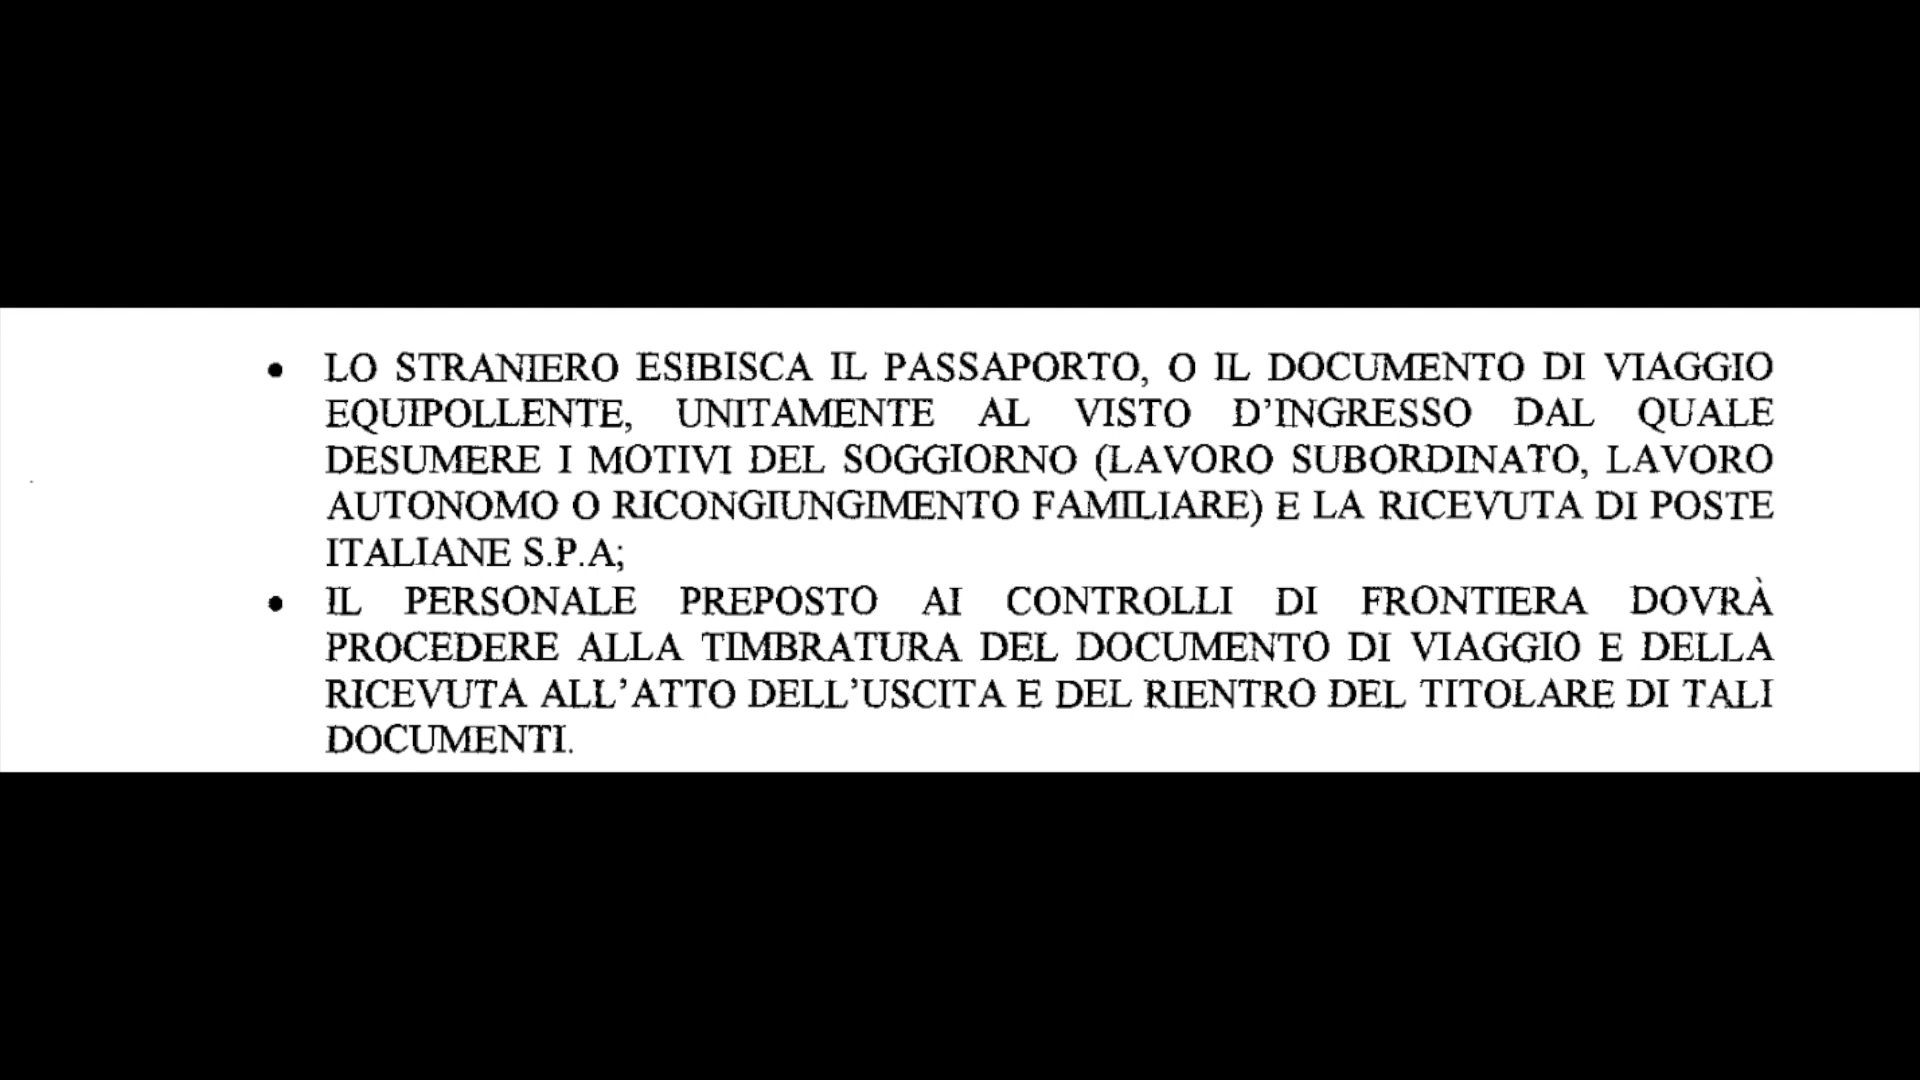 • LO STRANIERO ESIBISCA IL PASSAPORTO, O IL DOCUMENTO DI VIAGGIO
EQUIPOLLENTE, UNITAMENTE AL VISTO D'INGRESSO DAL QUALE
DESUMERE I MOTIVI DEL SOGGIORNO (LAVORO SUBORDINATO, LAVORO
AUTONOMO O RICONGIUNGIMENTO FAMILIARE) E LA RICEVUTA DI POSTE
ITALIANE S.P.A;
• IL PERSONALE PREPOSTO AI CONTROLLI DI FRONTIERA DOVRÀ
PROCEDERE ALLA TIMBRATURA DEL DOCUMENTO DI VIAGGIO E DELLA
RICEVUTA ALL'ATTO DELL'USCITA E DEL RIENTRO DEL TITOLARE DI TALI
DOCUMENTI.